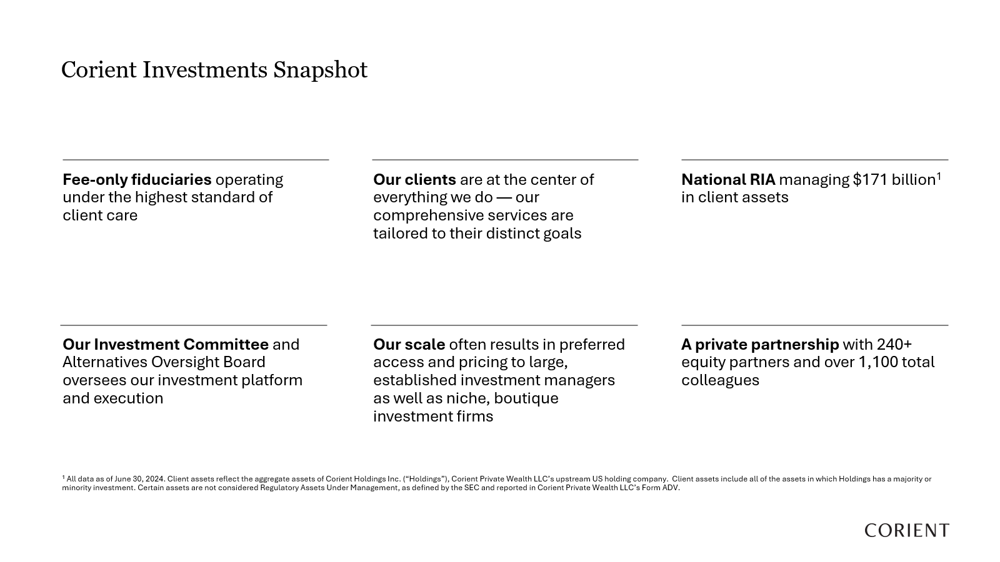 Corient Investments Snapshot
Fee-only fiduciaries operating
under the highest standard of
client care
Our clients are at the center of
everything we do — our
comprehensive services are
tailored to their distinct goals
National RIA managing $171 billion¹
in client assets
Our Investment Committee and
Alternatives Oversight Board
oversees our investment platform
and execution
Our scale often results in preferred
access and pricing to large,
established investment managers
as well as niche, boutique
investment firms
A private partnership with 240+
equity partners and over 1,100 total
colleagues
¹ All data as of June 30, 2024. Client assets reflect the aggregate assets of Corient Holdings Inc. (“Holdings”), Corient Private Wealth LLC’s upstream US holding company.  Client assets include all of the assets in which Holdings has a majority or
minority investment. Certain assets are not considered Regulatory Assets Under Management, as defined by the SEC and reported in Corient Private Wealth LLC’s Form ADV.
CORIENT